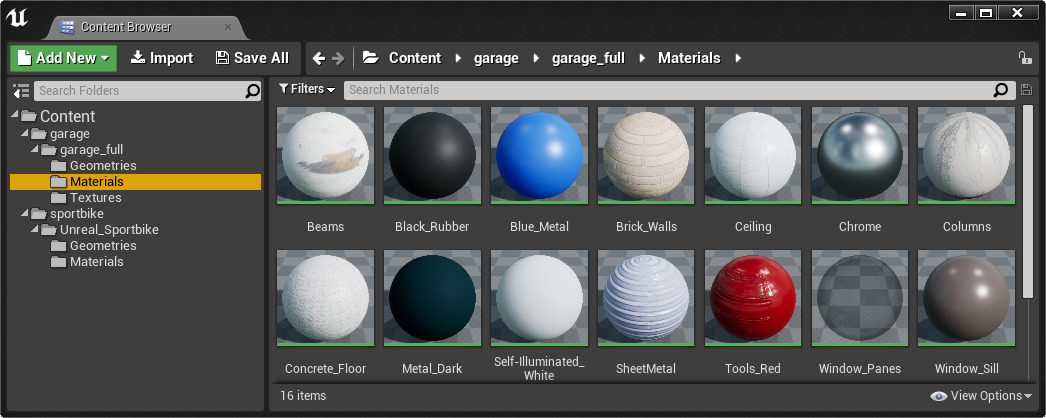 Content Browser
Add New
Import
Save All
Content
garage
garage_full
Materials
Search Folders
Filters
Search Materials
Content
garage
garage_full
Geometries
Materials
Textures
sportbike
Unreal_Sportbike
Geometries
Materials
Beams
Black_Rubber
Blue_Metal
Brick_Walls
Ceiling
Chrome
Columns
Concrete_Floor
Metal_Dark
Self-Illuminated_
White
SheetMetal
Tools_Red
Window_Panes
Window_Sill
16 items
View Options